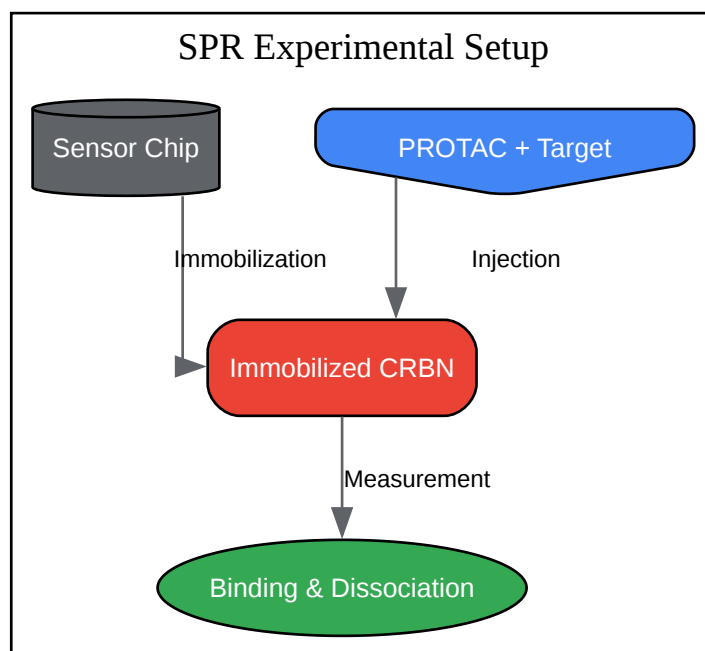 SPR Experimental Setup
Sensor Chip
PROTAC + Target
Immobilization
Injection
Immobilized CRBN
Measurement
Binding & Dissociation